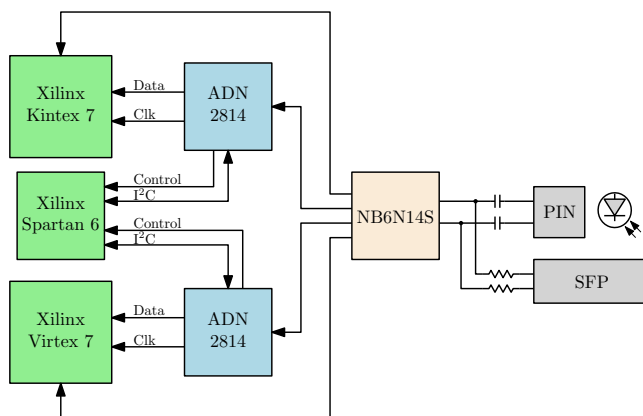 Xilinx
Kintex 7
Data
Clk
ADN
2814
Xilinx
Spartan 6
Control
I²C
Control
I²C
NB6N14S
PIN
SFP
Xilinx
Virtex 7
Data
Clk
ADN
2814